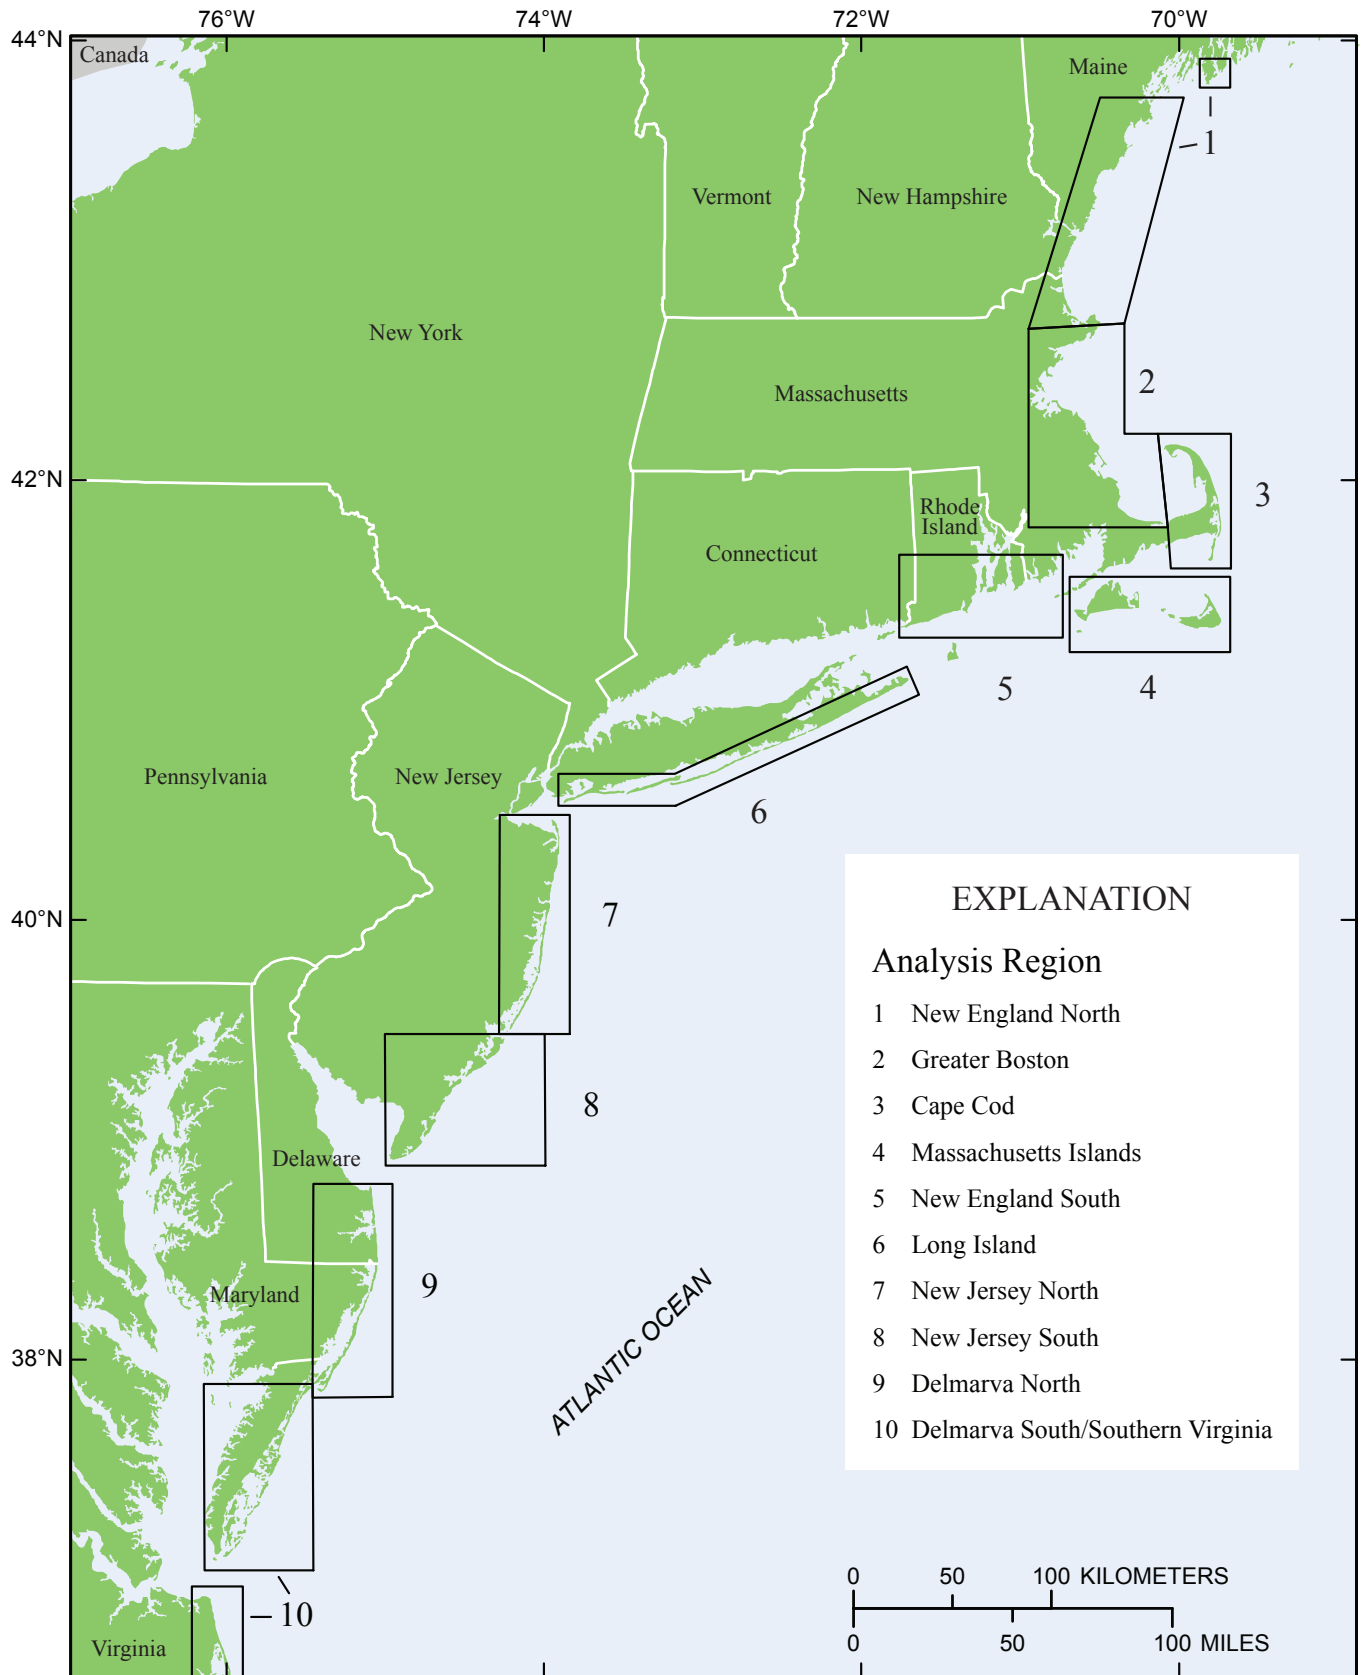 76°W 74°W 72°W 70°W
44°N
Canada
Maine
1
Vermont
New Hampshire
New York
2
Massachusetts
42°N
3
Rhode
Island
Connecticut
5
4
Pennsylvania
New Jersey
6
EXPLANATION
40°N
7
Analysis Region
1 New England North
2 Greater Boston
3 Cape Cod
4 Massachusetts Islands
5 New England South
6 Long Island
7 New Jersey North
8 New Jersey South
9 Delmarva North
10 Delmarva South/Southern Virginia
8
Delaware
9
Maryland
38°N
ATLANTIC OCEAN
10
Virginia
0 50 100 KILOMETERS
0 50 100 MILES